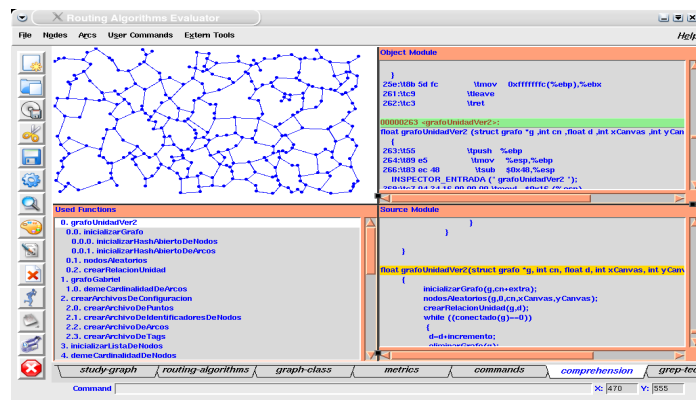 X Routing Algorithms Evaluator
File Nodes Arcs User Commands Extern Tools Help
Object Module
}
25e:\t8b 5d fc \tmov 0xfffffffc(%ebp),%ebx
261:\tc9 \tleave
262:\tc3 \tret
00000263 <grafoUnidadVer2>:
float grafoUnidadVer2 (struct grafo *g ,int cn ,float d ,int xCanvas ,int yCan
{
263:\t55 \tpush %ebp
264:\t89 e5 \tmov %esp,%ebp
266:\t83 ec 48 \tsub $0x48,%esp
INSPECTOR_ENTRADA (" grafoUnidadVer2 ");
Used Functions
0. grafoUnidadVer2
0.0. inicializarGrafo
0.0.0. inicializarHashAbiertoDeNodos
0.0.1. inicializarHashAbiertoDeArcos
0.1. nodosAleatorios
0.2. crearRelacionUnidad
1. grafoGabriel
1.0. demeCardinalidadDeArcos
2. crearArchivosDeConfiguracion
2.0. crearArchivoDePuntos
2.1. crearArchivoDeIdentificadoresDeNodos
2.2. crearArchivoDeArcos
2.3. crearArchivoDeTags
3. inicializarListaDeNodos
4. demeCardinalidadDeNodos
Source Module
}
}
}
float grafoUnidadVer2(struct grafo *g, int cn, float d, int xCanvas, int yCanv
{
inicializarGrafo(g,cn+extra);
nodosAleatorios(g,0,cn,xCanvas,yCanvas);
crearRelacionUnidad(g,d);
while ((conectado(g)==0))
{
d=d+incremento;
eliminarGrafo(g);
study-graph routing-algorithms graph-class metrics commands comprehension grep-tec
Command X: 470 Y: 555